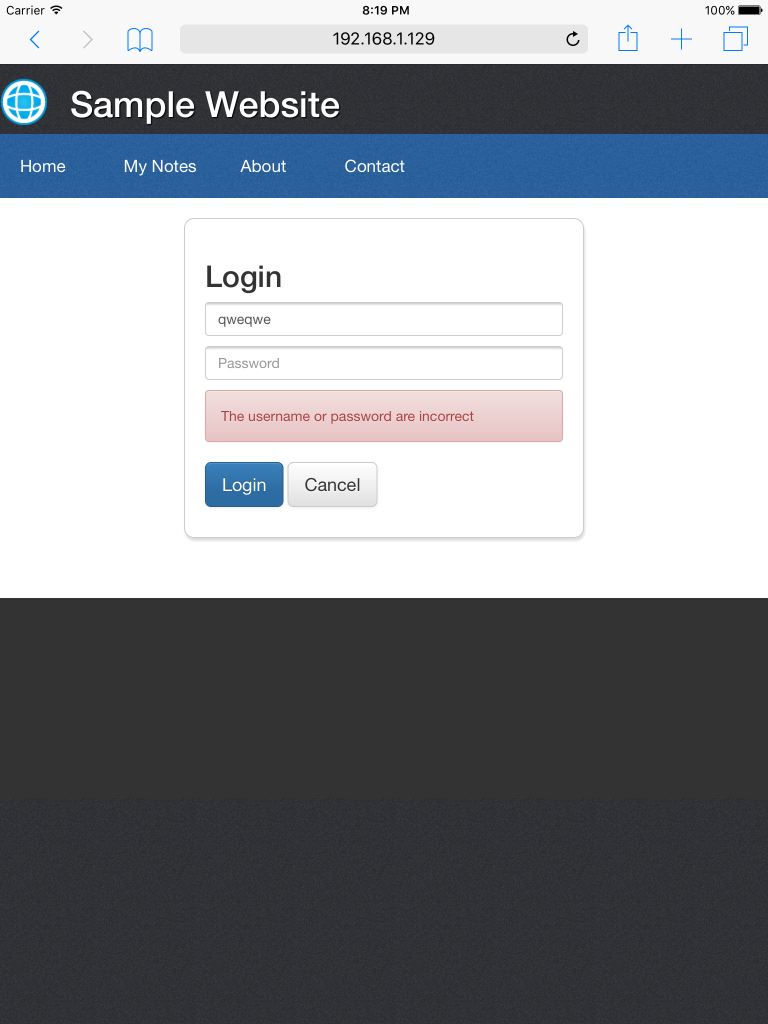 Carrier 8:19 PM 100%
192.168.1.129
Sample Website
Home My Notes About Contact
Login
qweqwe
Password
The username or password are incorrect
Login Cancel